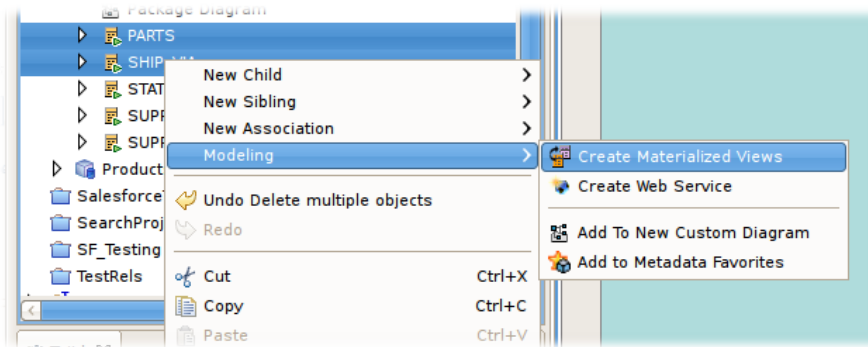 Package Diagram
PARTS
SHIP_VIA
New Child
New Sibling
New Association
Modeling
Create Materialized Views
Create Web Service
Add To New Custom Diagram
Add to Metadata Favorites
Undo Delete multiple objects
Redo
Cut Ctrl+X
Copy Ctrl+C
Paste Ctrl+V
STAT
SUPP
SUPP
Product
Salesforce
SearchProj
SF_Testing
TestRels